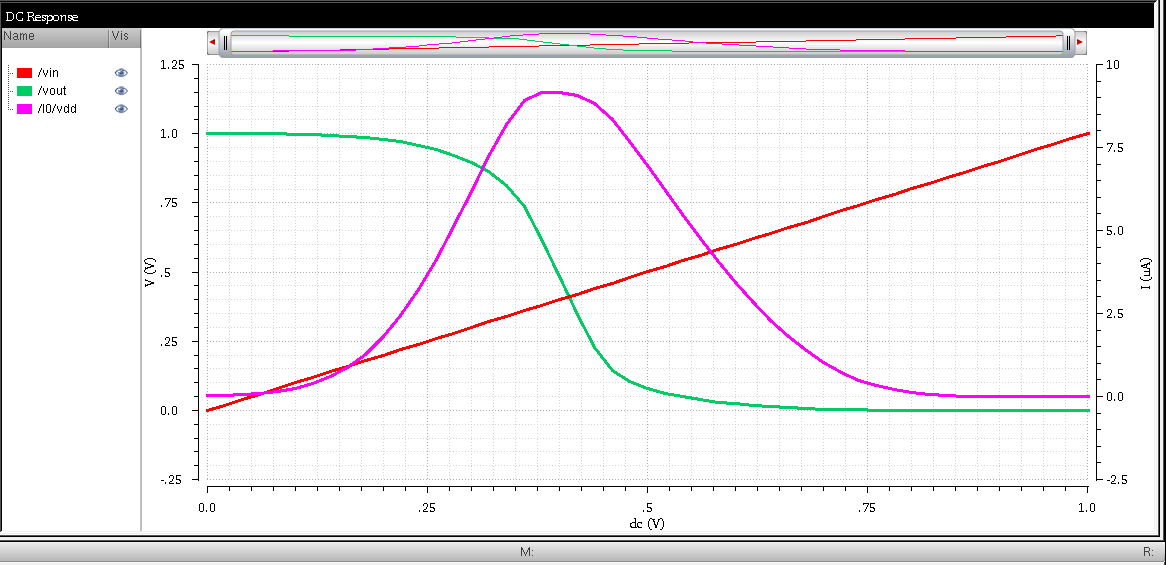 DC Response
Name Vis
/vin
/vout
/I0/vdd
1.25
1.0
.75
.5
.25
0.0
-.25
V (V)
10
7.5
5.0
2.5
0.0
-2.5
I (uA)
0.0 .25 .5 .75 1.0
dc (V)
M: R: